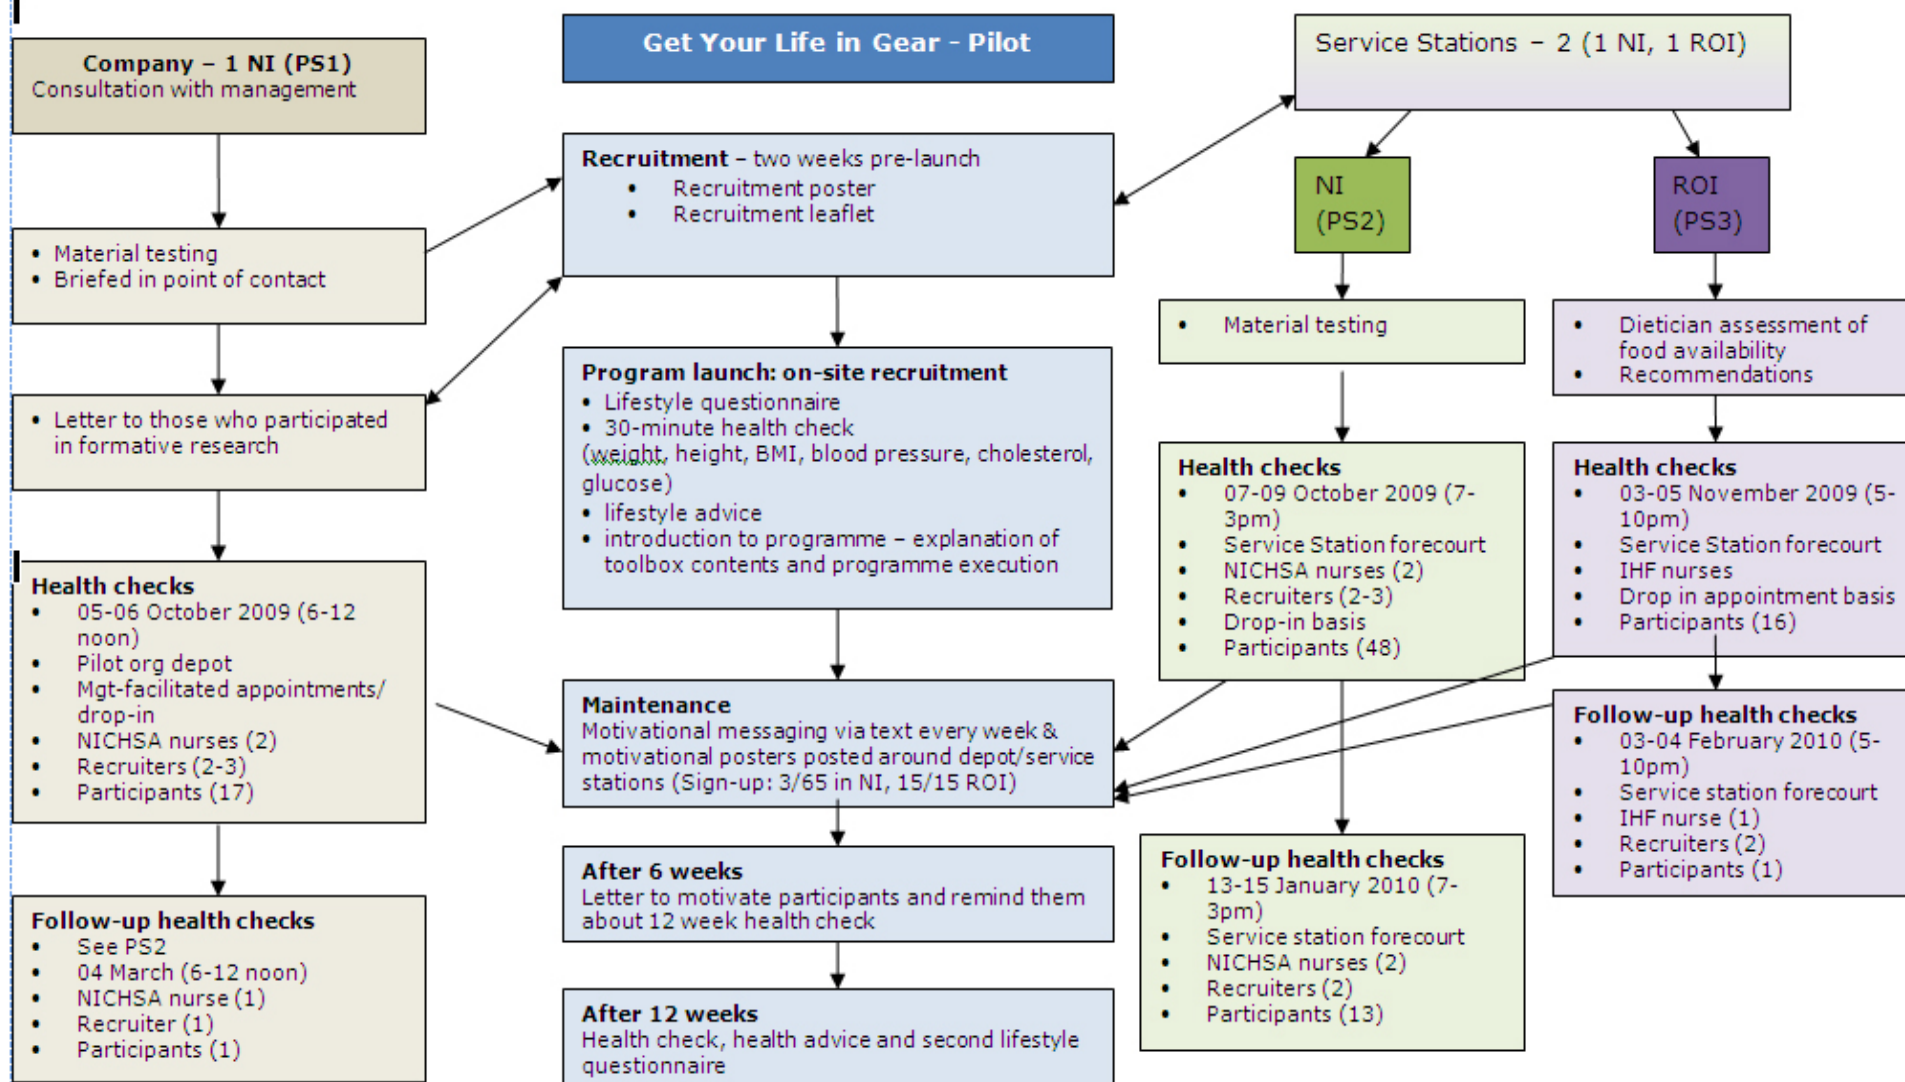 Company – 1 NI (PS1)
Consultation with management
• Material testing
• Briefed in point of contact
• Letter to those who participated
in formative research
Health checks
• 05-06 October 2009 (6-12
noon)
• Pilot org depot
• Mgt-facilitated appointments/
drop-in
• NICHSA nurses (2)
• Recruiters (2-3)
• Participants (17)
Follow-up health checks
• See PS2
• 04 March (6-12 noon)
• NICHSA nurse (1)
• Recruiter (1)
• Participants (1)
Get Your Life in Gear - Pilot
Recruitment – two weeks pre-launch
• Recruitment poster
• Recruitment leaflet
Program launch: on-site recruitment
• Lifestyle questionnaire
• 30-minute health check
(weight, height, BMI, blood pressure, cholesterol,
glucose)
• lifestyle advice
• introduction to programme – explanation of
toolbox contents and programme execution
Maintenance
Motivational messaging via text every week &
motivational posters posted around depot/service
stations (Sign-up: 3/65 in NI, 15/15 ROI)
After 6 weeks
Letter to motivate participants and remind them
about 12 week health check
After 12 weeks
Health check, health advice and second lifestyle
questionnaire
Service Stations – 2 (1 NI, 1 ROI)
NI
(PS2)
• Material testing
Health checks
• 07-09 October 2009 (7-
3pm)
• Service Station forecourt
• NICHSA nurses (2)
• Recruiters (2-3)
• Drop-in basis
• Participants (48)
Follow-up health checks
• 13-15 January 2010 (7-
3pm)
• Service station forecourt
• NICHSA nurses (2)
• Recruiters (2)
• Participants (13)
ROI
(PS3)
• Dietician assessment of
food availability
• Recommendations
Health checks
• 03-05 November 2009 (5-
10pm)
• Service Station forecourt
• IHF nurses
• Drop in appointment basis
• Participants (16)
Follow-up health checks
• 03-04 February 2010 (5-
10pm)
• Service station forecourt
• IHF nurse (1)
• Recruiters (2)
• Participants (1)